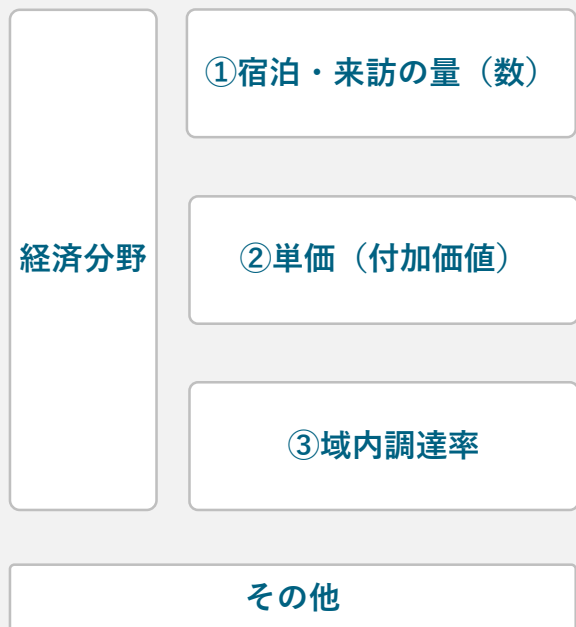 ①宿泊・来訪の量（数）
経済分野
②単価（付加価値）
③域内調達率
その他